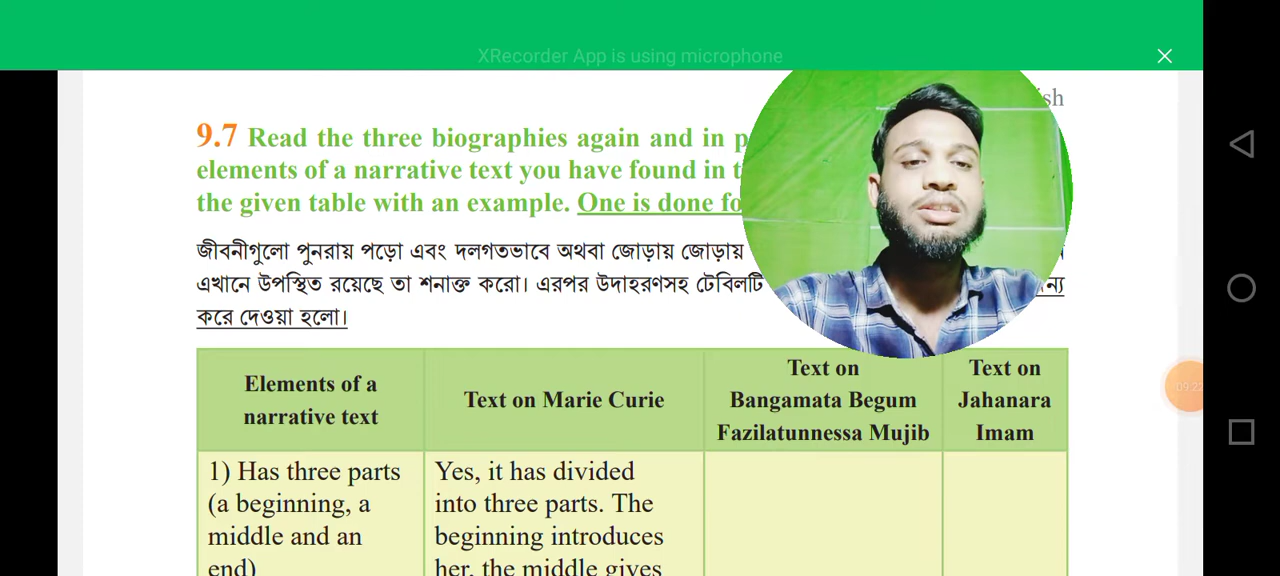 XRecorder App is using microphone
ish
9.7 Read the three biographies again and in p
elements of a narrative text you have found in t
the given table with an example. One is done fo
জীবনীগুলো পুনরায় পড়ো এবং দলগতভাবে অথবা জোড়ায় জোড়ায়
এখানে উপস্থিত রয়েছে তা শনাক্ত করো। এরপর উদাহরণসহ টেবিলটি
করে দেওয়া হলো।
Elements of a
narrative text
Text on Marie Curie
Text on
Bangamata Begum
Fazilatunnessa Mujib
Text on
Jahanara
Imam
1) Has three parts
(a beginning, a
middle and an
end)
Yes, it has divided
into three parts. The
beginning introduces
her, the middle gives
09:22